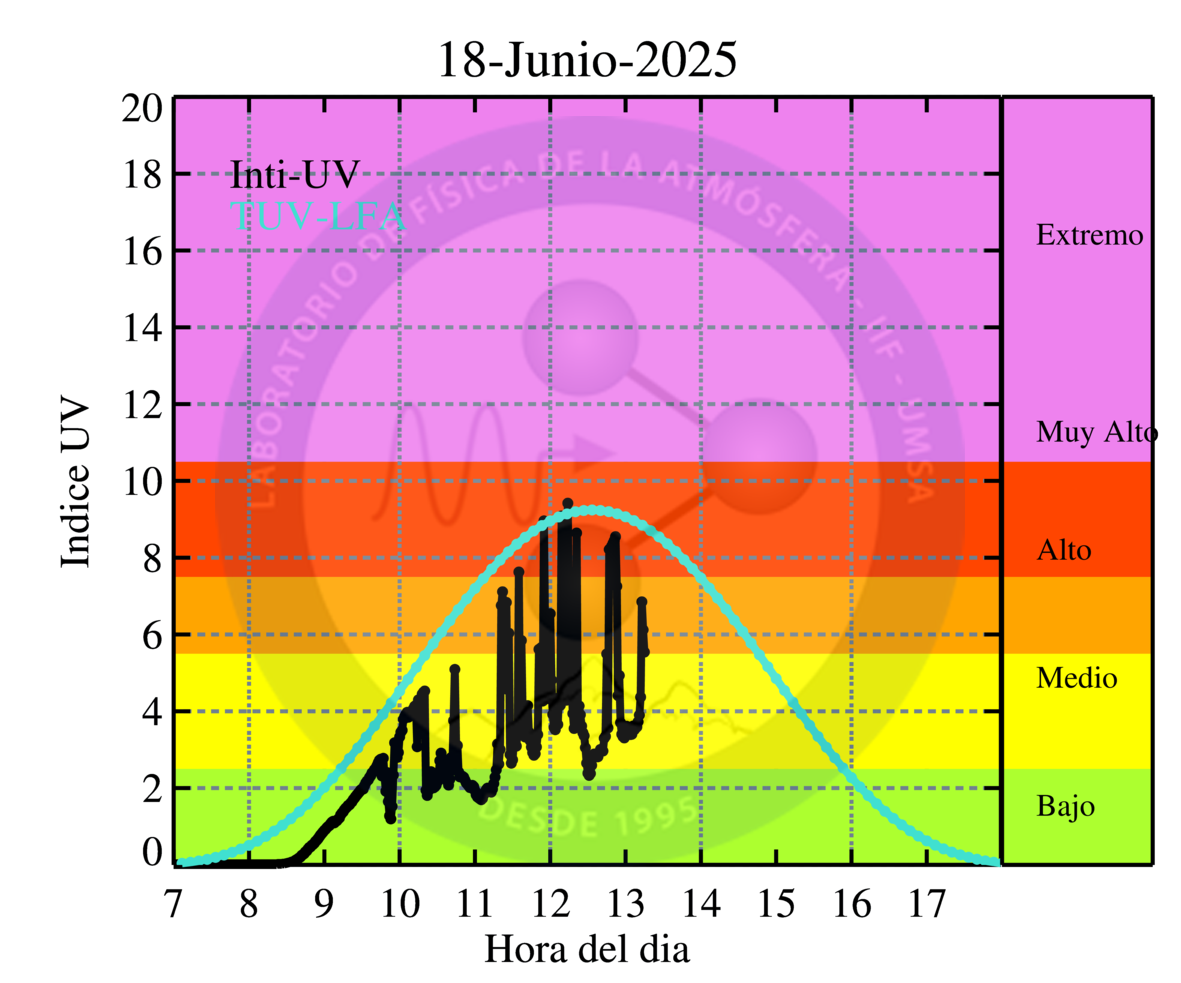 18-Junio-2025
20
18
16
14
12
10
8
6
4
2
0
Indice UV
Inti-UV
TUV-LFA
LABORATORIO DE FÍSICA DE LA ATMÓSFERA - IIF - UMSA
DESDE 1995
Extremo
Muy Alto
Alto
Medio
Bajo
7 8 9 10 11 12 13 14 15 16 17
Hora del dia